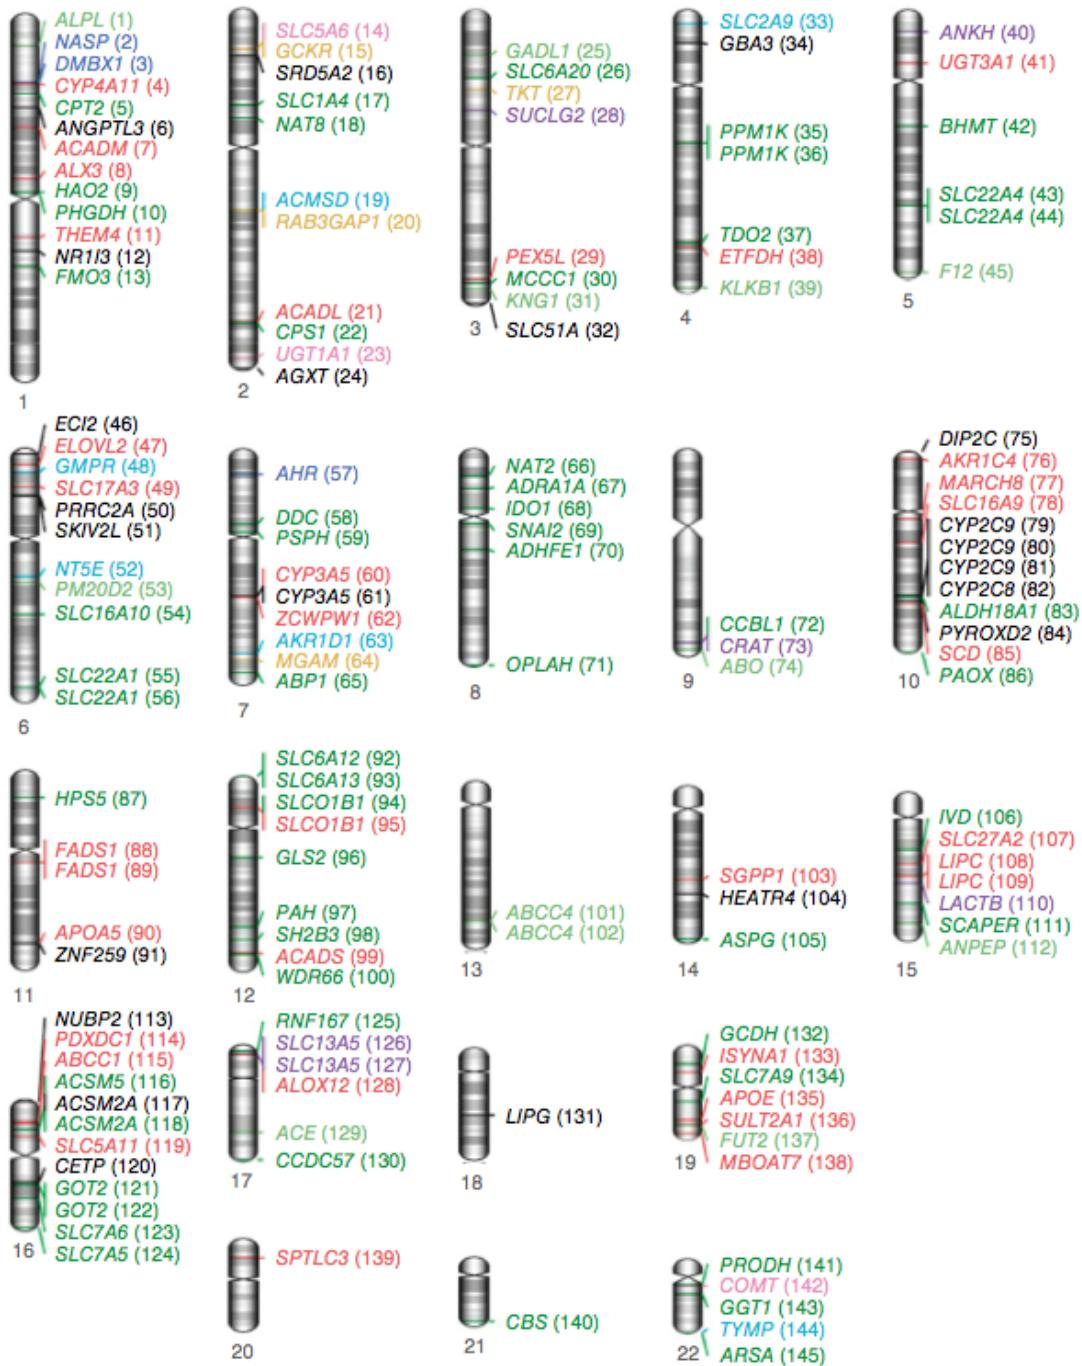 ALPL (1)
NASP (2)
DMBX1 (3)
CYP4A11 (4)
CPT2 (5)
ANGPTL3 (6)
ACADM (7)
ALX3 (8)
HAO2 (9)
PHGDH (10)
THEM4 (11)
NR1I3 (12)
FMO3 (13)
1
SLC5A6 (14)
GCKR (15)
SRD5A2 (16)
SLC1A4 (17)
NAT8 (18)
ACMSD (19)
RAB3GAP1 (20)
ACADL (21)
CPS1 (22)
UGT1A1 (23)
AGXT (24)
2
GADL1 (25)
SLC6A20 (26)
TKT (27)
SUCLG2 (28)
PEX5L (29)
MCCC1 (30)
KNG1 (31)
SLC51A (32)
3
SLC2A9 (33)
GBA3 (34)
PPM1K (35)
PPM1K (36)
TDO2 (37)
ETFDH (38)
KLKB1 (39)
4
ANKH (40)
UGT3A1 (41)
BHMT (42)
SLC22A4 (43)
SLC22A4 (44)
F12 (45)
5
ECI2 (46)
ELOVL2 (47)
GMPR (48)
SLC17A3 (49)
PRRC2A (50)
SKIV2L (51)
NT5E (52)
PM20D2 (53)
SLC16A10 (54)
SLC22A1 (55)
SLC22A1 (56)
6
AHR (57)
DDC (58)
PSPH (59)
CYP3A5 (60)
CYP3A5 (61)
ZCWPW1 (62)
AKR1D1 (63)
MGAM (64)
ABP1 (65)
7
NAT2 (66)
ADRA1A (67)
IDO1 (68)
SNAI2 (69)
ADHFE1 (70)
OPLAH (71)
8
CCBL1 (72)
CRAT (73)
ABO (74)
9
DIP2C (75)
AKR1C4 (76)
MARCH8 (77)
SLC16A9 (78)
CYP2C9 (79)
CYP2C9 (80)
CYP2C9 (81)
CYP2C8 (82)
ALDH18A1 (83)
PYROXD2 (84)
SCD (85)
PAOX (86)
10
HPS5 (87)
FADS1 (88)
FADS1 (89)
APOA5 (90)
ZNF259 (91)
11
SLC6A12 (92)
SLC6A13 (93)
SLCO1B1 (94)
SLCO1B1 (95)
GLS2 (96)
PAH (97)
SH2B3 (98)
ACADS (99)
WDR66 (100)
12
ABCC4 (101)
ABCC4 (102)
13
SGPP1 (103)
HEATR4 (104)
ASPG (105)
14
IVD (106)
SLC27A2 (107)
LIPC (108)
LIPC (109)
LACTB (110)
SCAPER (111)
ANPEP (112)
15
NUBP2 (113)
PDXDC1 (114)
ABCC1 (115)
ACSM5 (116)
ACSM2A (117)
ACSM2A (118)
SLC5A11 (119)
CETP (120)
GOT2 (121)
GOT2 (122)
SLC7A6 (123)
SLC7A5 (124)
16
RNF167 (125)
SLC13A5 (126)
SLC13A5 (127)
ALOX12 (128)
ACE (129)
CCDC57 (130)
17
LIPG (131)
18
GCDH (132)
ISYNA1 (133)
SLC7A9 (134)
APOE (135)
SULT2A1 (136)
FUT2 (137)
MBOAT7 (138)
19
SPTLC3 (139)
20
CBS (140)
21
PRODH (141)
COMT (142)
GGT1 (143)
TYMP (144)
ARSA (145)
22